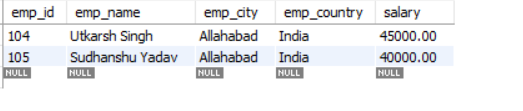 emp_id emp_name emp_city emp_country salary
104 Utkarsh Singh Allahabad India 45000.00
105 Sudhanshu Yadav Allahabad India 40000.00
NULL NULL NULL NULL NULL